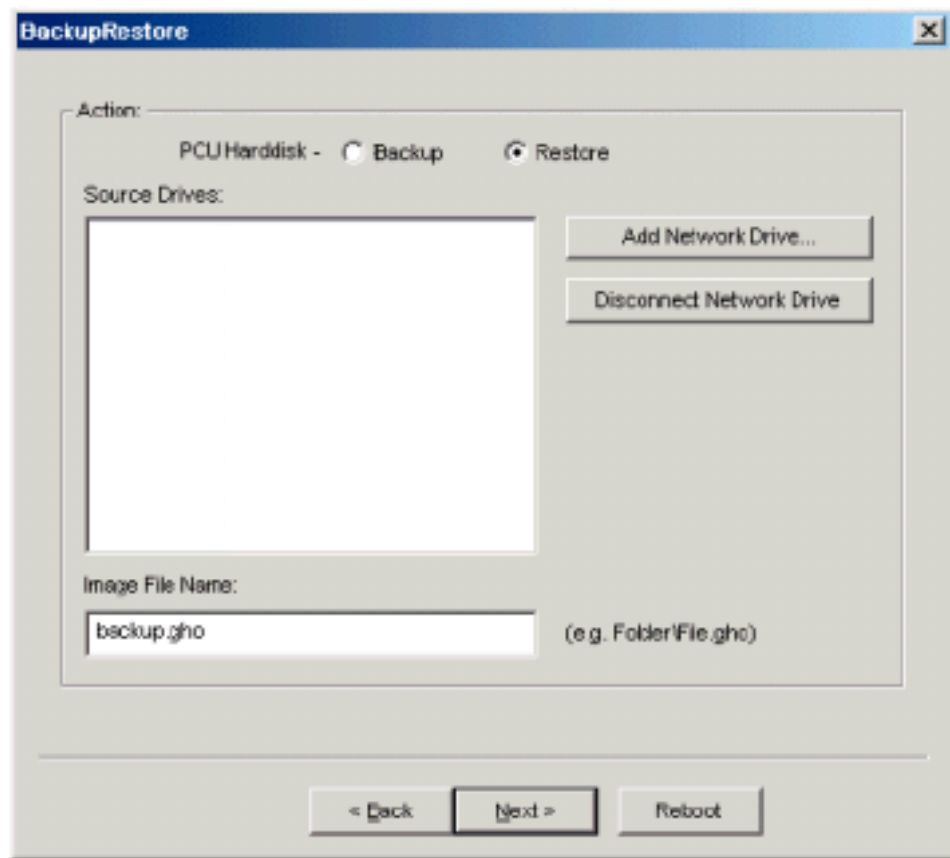 BackupRestore
Action:
PCU Harddisk - Backup Restore
Source Drives:
Add Network Drive...
Disconnect Network Drive
Image File Name:
backup.gho
(e.g. Folder\File.gho)
« Back Next » Reboot